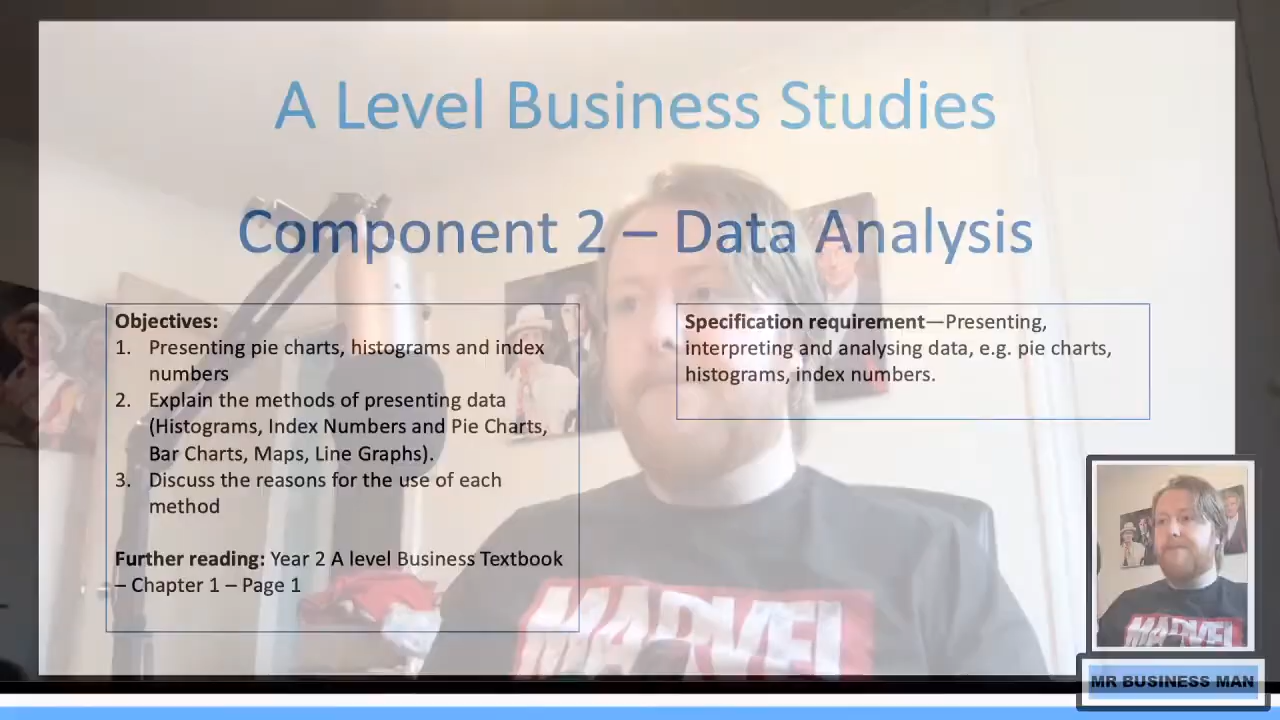 A Level Business Studies
Component 2 – Data Analysis
Objectives:
1. Presenting pie charts, histograms and index
numbers
2. Explain the methods of presenting data
(Histograms, Index Numbers and Pie Charts,
Bar Charts, Maps, Line Graphs).
3. Discuss the reasons for the use of each
method
Further reading: Year 2 A level Business Textbook
– Chapter 1 – Page 1
Specification requirement—Presenting,
interpreting and analysing data, e.g. pie charts,
histograms, index numbers.
MARVEL
MARVEL
MR BUSINESS MAN